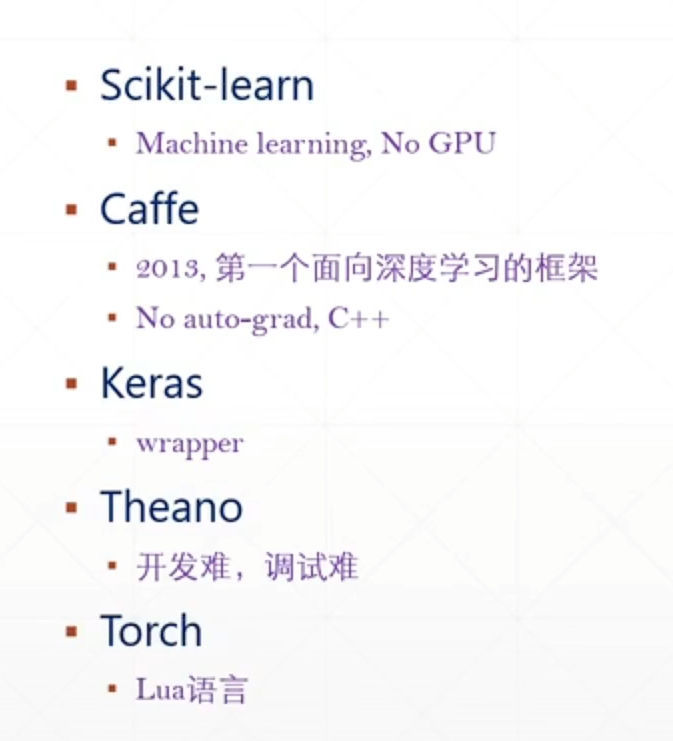 Scikit-learn
Machine learning, No GPU
Caffe
2013, 第一个面向深度学习的框架
No auto-grad, C++
Keras
wrapper
Theano
开发难，调试难
Torch
Lua语言